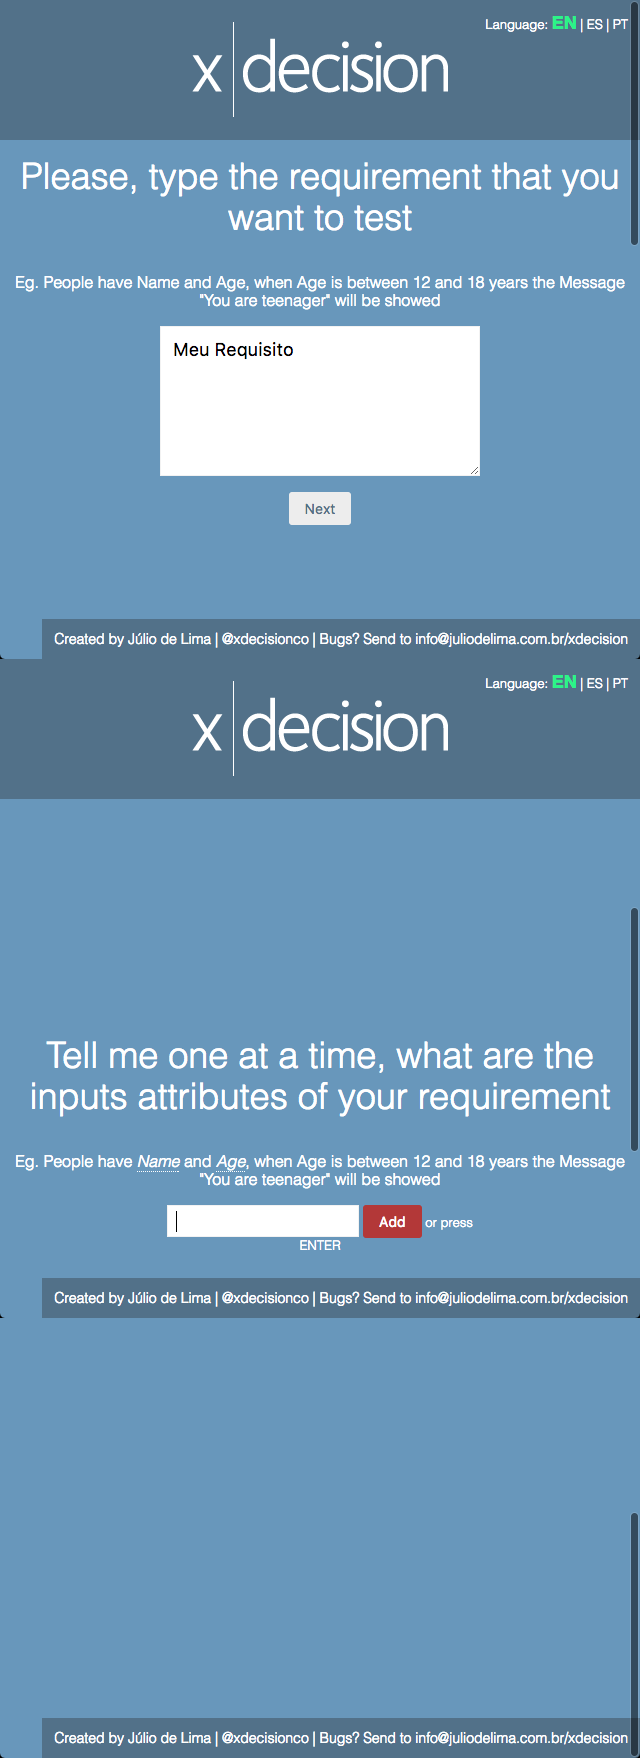 Language: EN | ES | PT
x decision
Please, type the requirement that you
want to test
Eg. People have Name and Age, when Age is between 12 and 18 years the Message
"You are teenager" will be showed
Meu Requisito
Next
Created by Júlio de Lima | @xdecisionco | Bugs? Send to info@juliodelima.com.br/xdecision
Language: EN | ES | PT
x decision
Tell me one at a time, what are the
inputs attributes of your requirement
Eg. People have Name and Age, when Age is between 12 and 18 years the Message
"You are teenager" will be showed
Add or press
ENTER
Created by Júlio de Lima | @xdecisionco | Bugs? Send to info@juliodelima.com.br/xdecision
Created by Júlio de Lima | @xdecisionco | Bugs? Send to info@juliodelima.com.br/xdecision